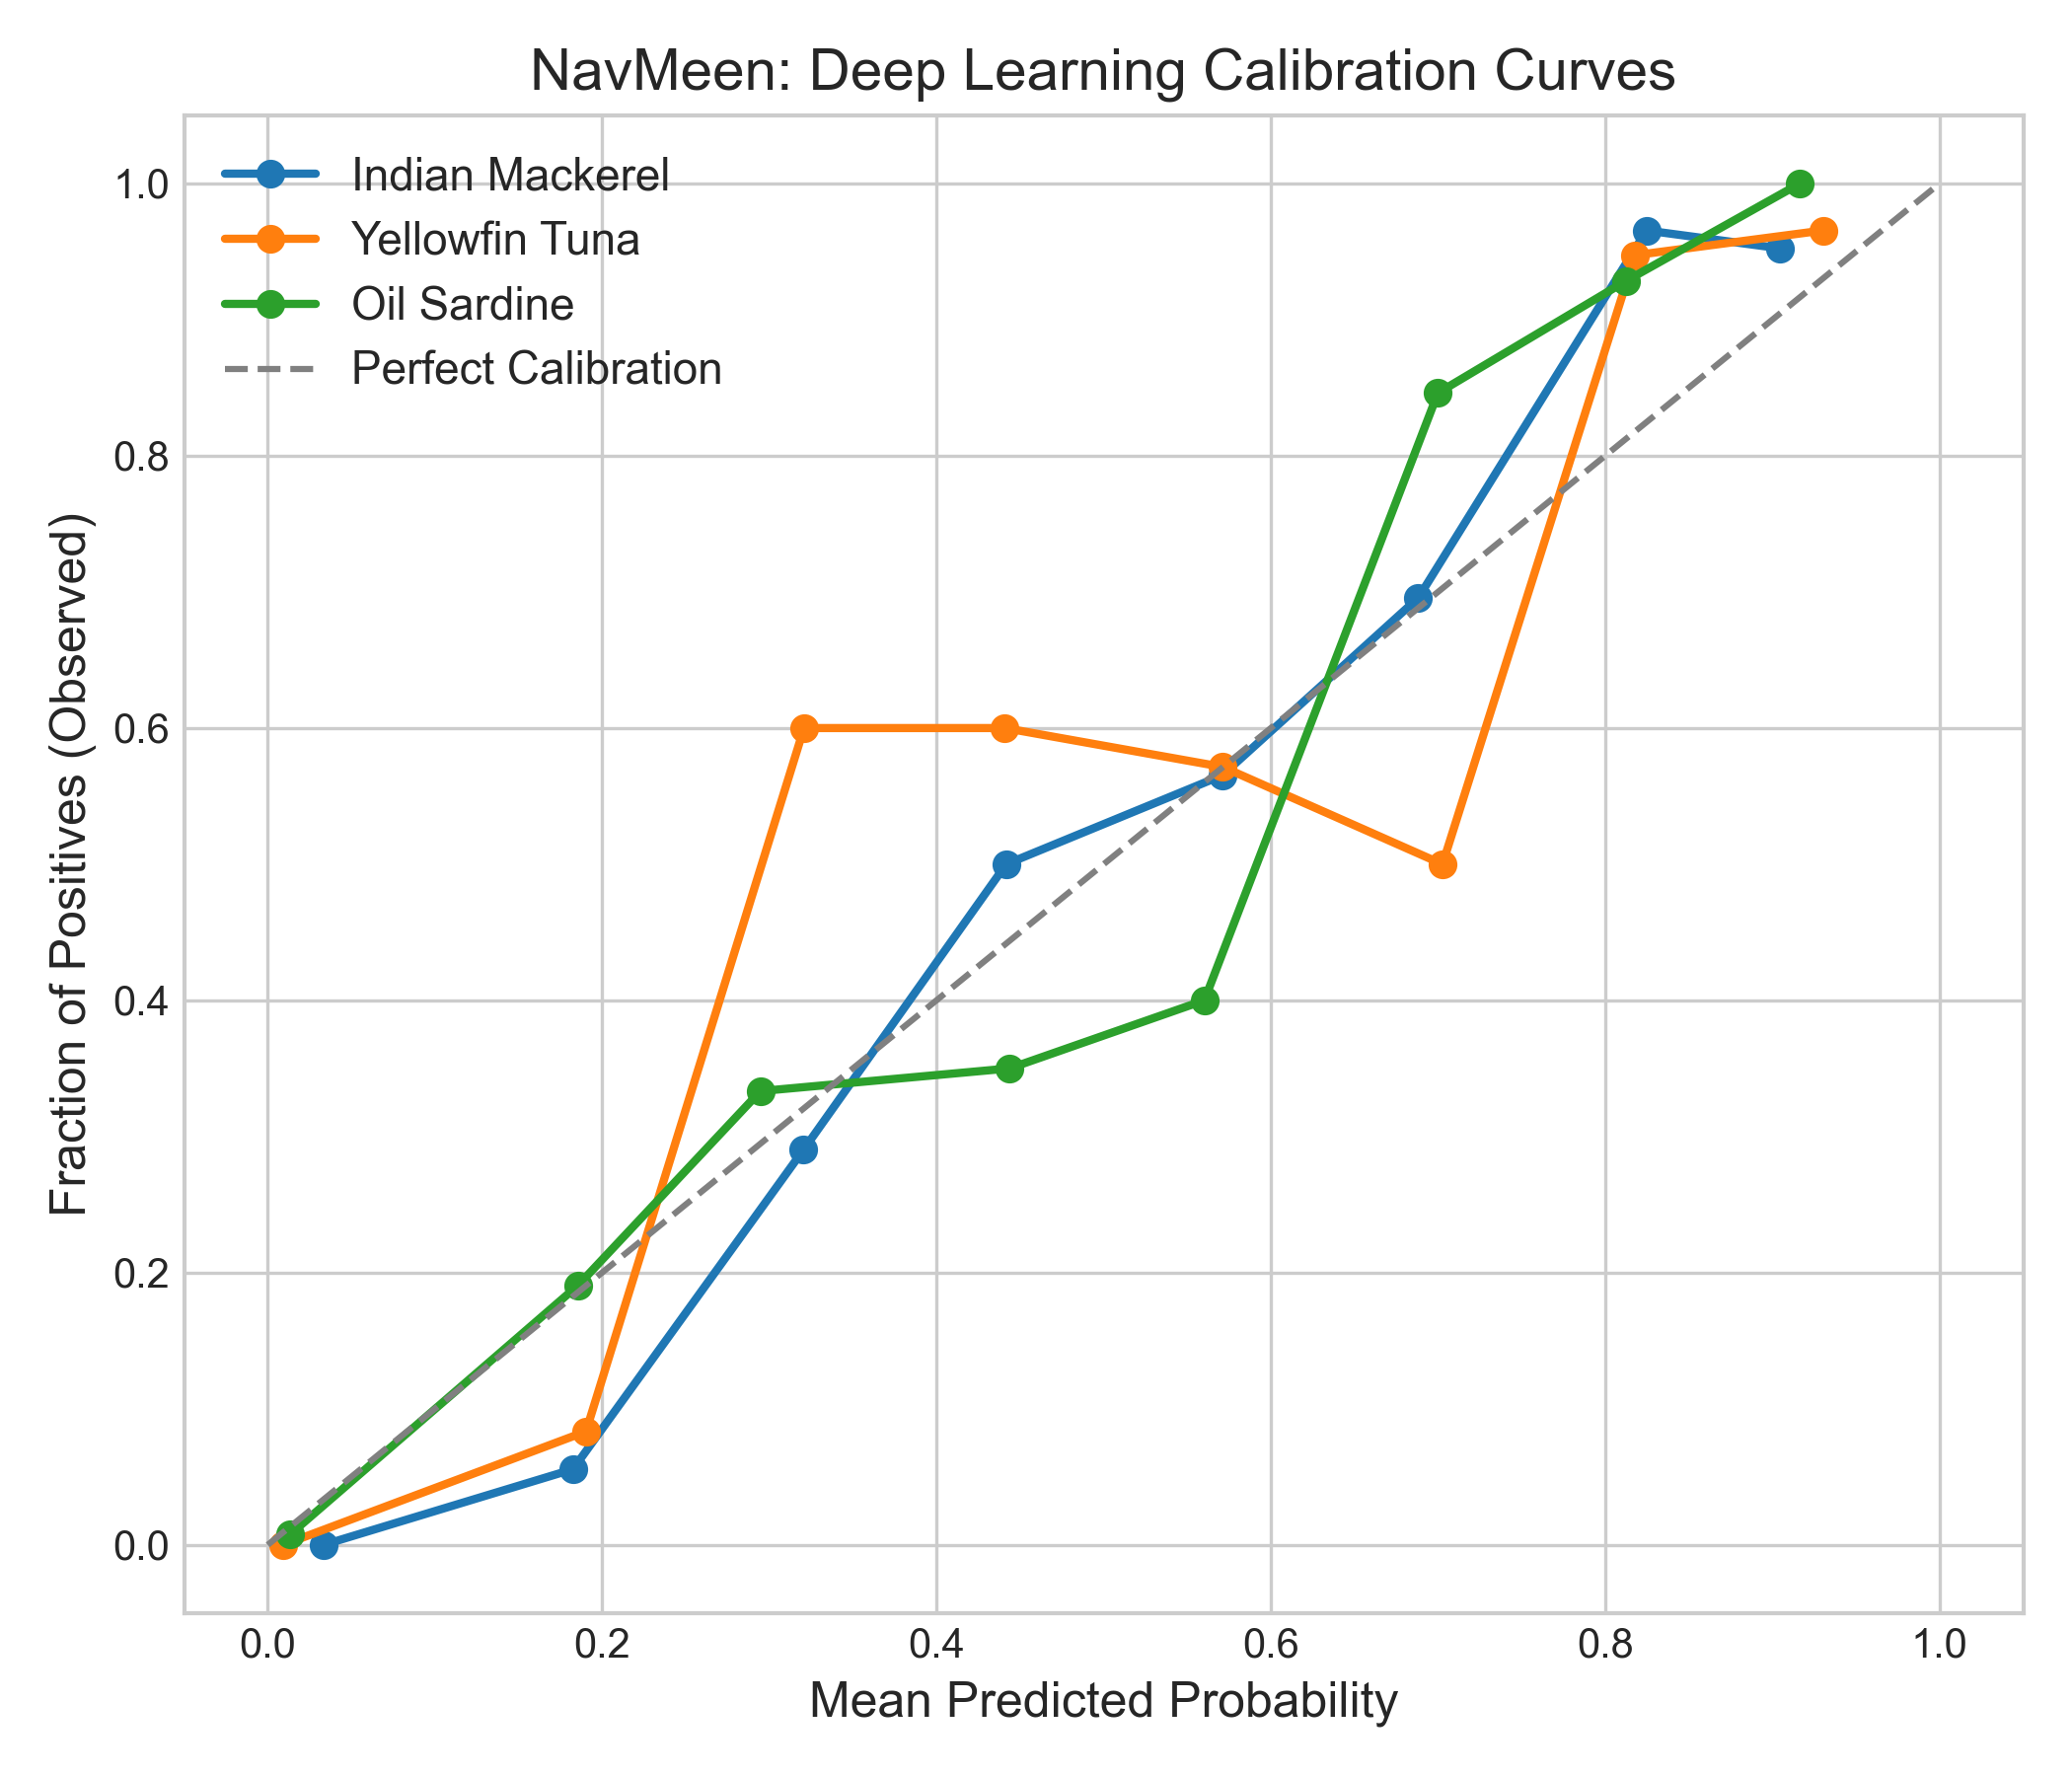 NavMeen: Deep Learning Calibration Curves
Indian Mackerel
Yellowfin Tuna
Oil Sardine
Perfect Calibration
Fraction of Positives (Observed)
1.0
0.8
0.6
0.4
0.2
0.0
0.0 0.2 0.4 0.6 0.8 1.0
Mean Predicted Probability